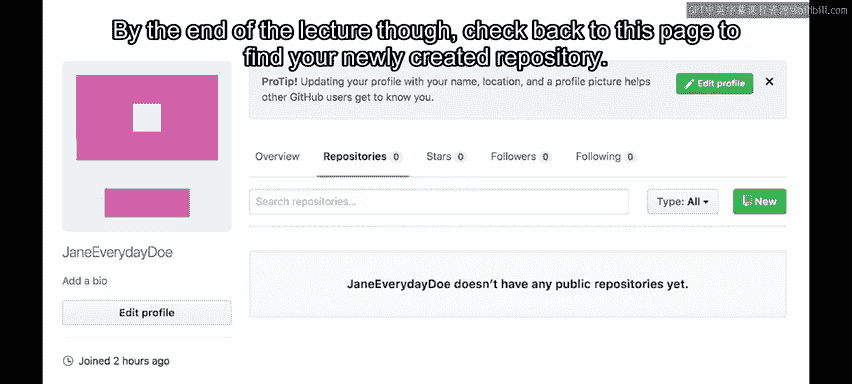 By the end of the lecture though, check back to this page to
find your newly created repository.
ProTip! Updating your profile with your name, location, and a profile picture helps
other GitHub users get to know you.
Edit profile
Overview
Repositories 0
Stars 0
Followers 0
Following 0
Search repositories...
Type: All
New
JaneEverydayDoe
Add a bio
Edit profile
Joined 2 hours ago
JaneEverydayDoe doesn't have any public repositories yet.